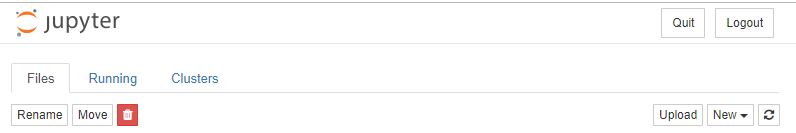 jupyter Quit Logout
Files Running Clusters
Rename Move Upload New